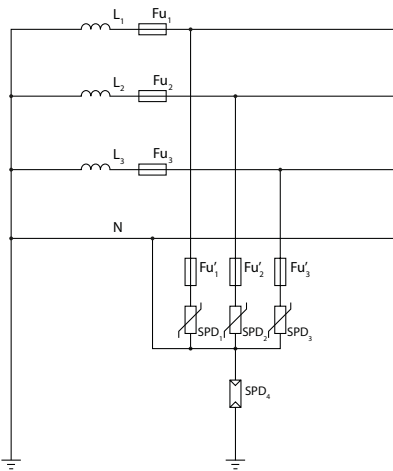 L₁ Fu₁
L₂ Fu₂
L₃ Fu₃
N
Fu'₁ Fu'₂ Fu'₃
SPD₁ SPD₂ SPD₃
SPD₄